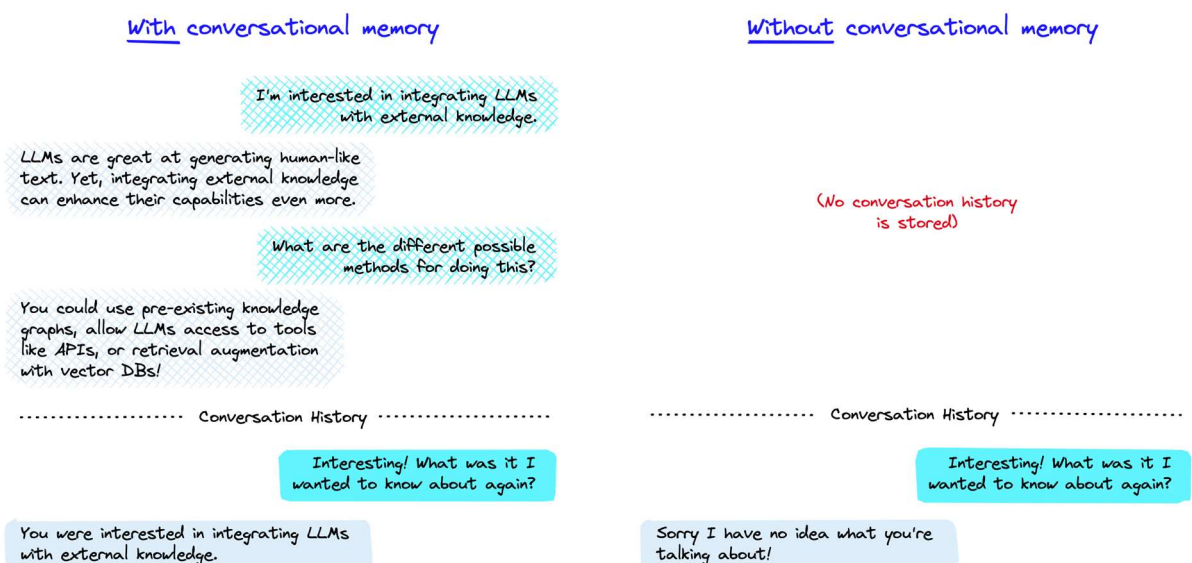 With conversational memory
I'm interested in integrating LLMs
with external knowledge.
LLMs are great at generating human-like
text. Yet, integrating external knowledge
can enhance their capabilities even more.
What are the different possible
methods for doing this?
You could use pre-existing knowledge
graphs, allow LLMs access to tools
like APIs, or retrieval augmentation
with vector DBs!
Conversation History
Interesting! What was it I
wanted to know about again?
You were interested in integrating LLMs
with external knowledge.
Without conversational memory
(No conversation history
is stored)
Conversation History
Interesting! What was it I
wanted to know about again?
Sorry I have no idea what you're
talking about!